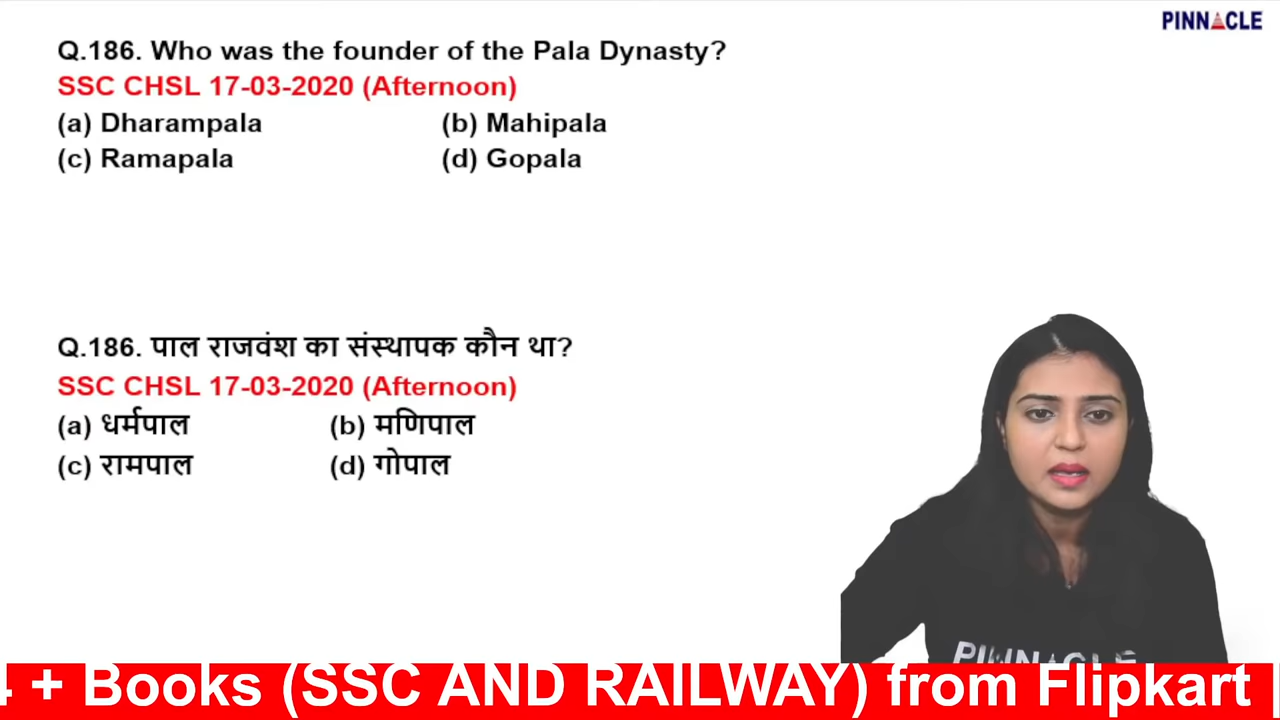 PINNACLE
Q.186. Who was the founder of the Pala Dynasty?
SSC CHSL 17-03-2020 (Afternoon)
(a) Dharampala (b) Mahipala
(c) Ramapala (d) Gopala
Q.186. पाल राजवंश का संस्थापक कौन था?
SSC CHSL 17-03-2020 (Afternoon)
(a) धर्मपाल (b) मणिपाल
(c) रामपाल (d) गोपाल
PINNACLE
+ Books (SSC AND RAILWAY) from Flipkart